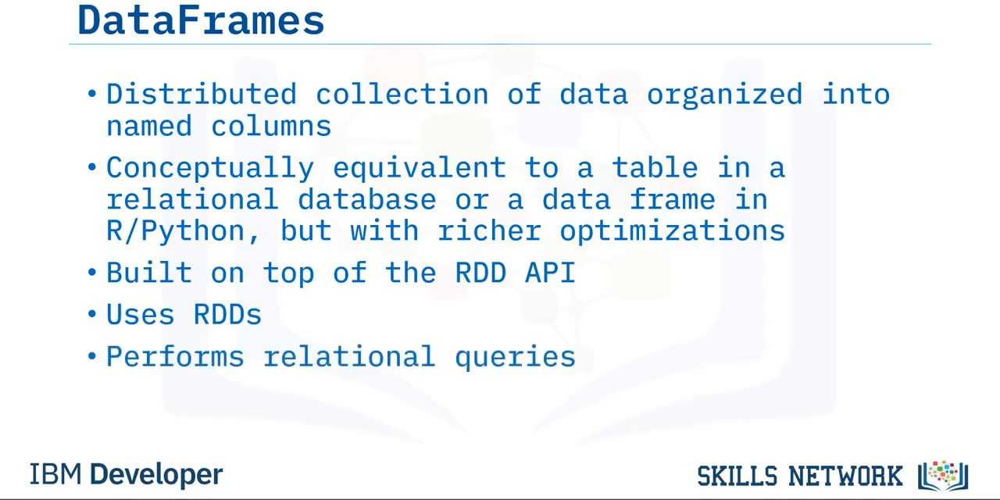 DataFrames
• Distributed collection of data organized into
named columns
• Conceptually equivalent to a table in a
relational database or a data frame in
R/Python, but with richer optimizations
• Built on top of the RDD API
• Uses RDDs
• Performs relational queries
IBM Developer
SKILLS NETWORK